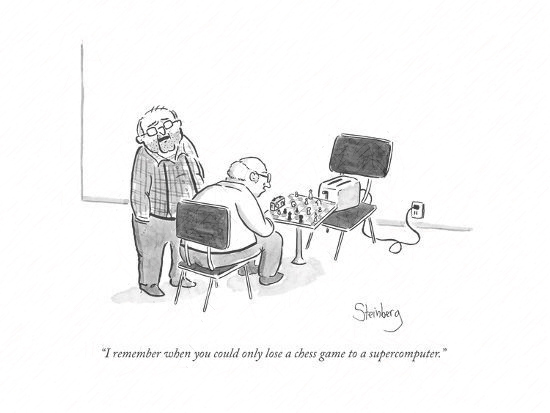 Steinberg
“I remember when you could only lose a chess game to a supercomputer.”